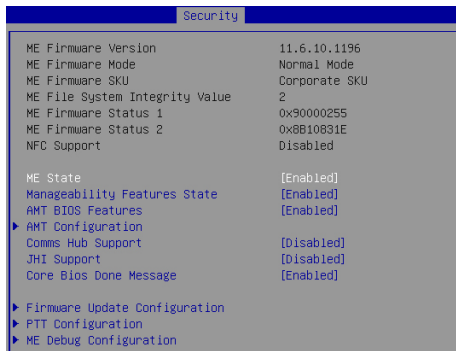 Security
ME Firmware Version 11.6.10.1196
ME Firmware Mode Normal Mode
ME Firmware SKU Corporate SKU
ME File System Integrity Value 2
ME Firmware Status 1 0x90000255
ME Firmware Status 2 0x8B10831E
NFC Support Disabled
ME State [Enabled]
Manageability Features State [Enabled]
AMT BIOS Features [Enabled]
AMT Configuration
Comms Hub Support [Disabled]
JHI Support [Disabled]
Core Bios Done Message [Enabled]
Firmware Update Configuration
PTT Configuration
ME Debug Configuration